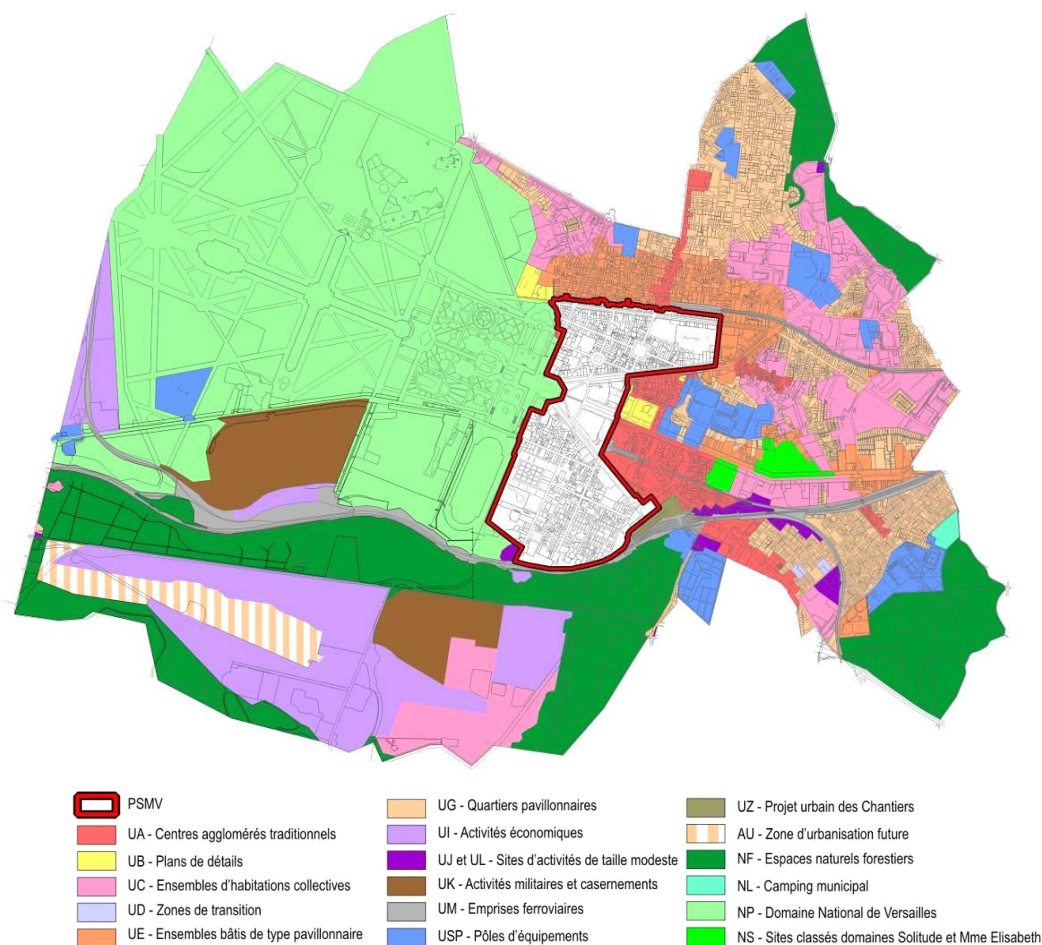 PSMV
UA - Centres agglomérés traditionnels
UB - Plans de détails
UC - Ensembles d'habitations collectives
UD - Zones de transition
UE - Ensembles bâtis de type pavillonnaire
UG - Quartiers pavillonnaires
UI - Activités économiques
UJ et UL - Sites d'activités de taille modeste
UK - Activités militaires et casernements
UM - Emprises ferroviaires
USP - Pôles d'équipements
UZ - Projet urbain des Chantiers
AU - Zone d'urbanisation future
NF - Espaces naturels forestiers
NL - Camping municipal
NP - Domaine National de Versailles
NS - Sites classés domaines Solitude et Mme Elisabeth